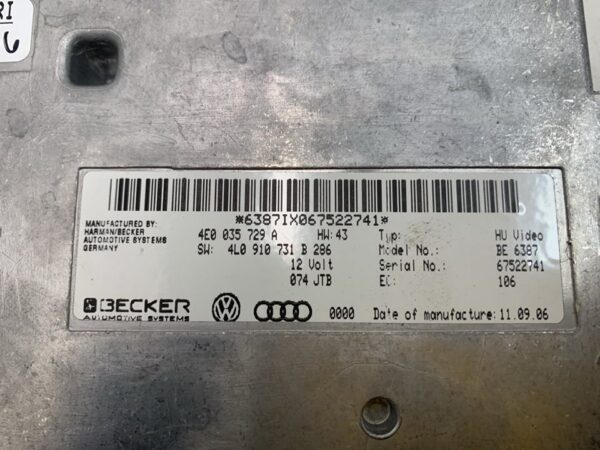 RI
6
*6387IX067522741*
MANUFACTURED BY:
HARMAN/BECKER
AUTOMOTIVE SYSTEMS
GERMANY
4E0 035 729 A HW:43 Typ: HU Video
SW: 4L0 910 731 B 286 Model No.: BE 6387
12 Volt Serial No.: 67522741
074 JTB EC: 106
BECKER
AUTOMOTIVE SYSTEMS
0000 Date of manufacture: 11.09.06